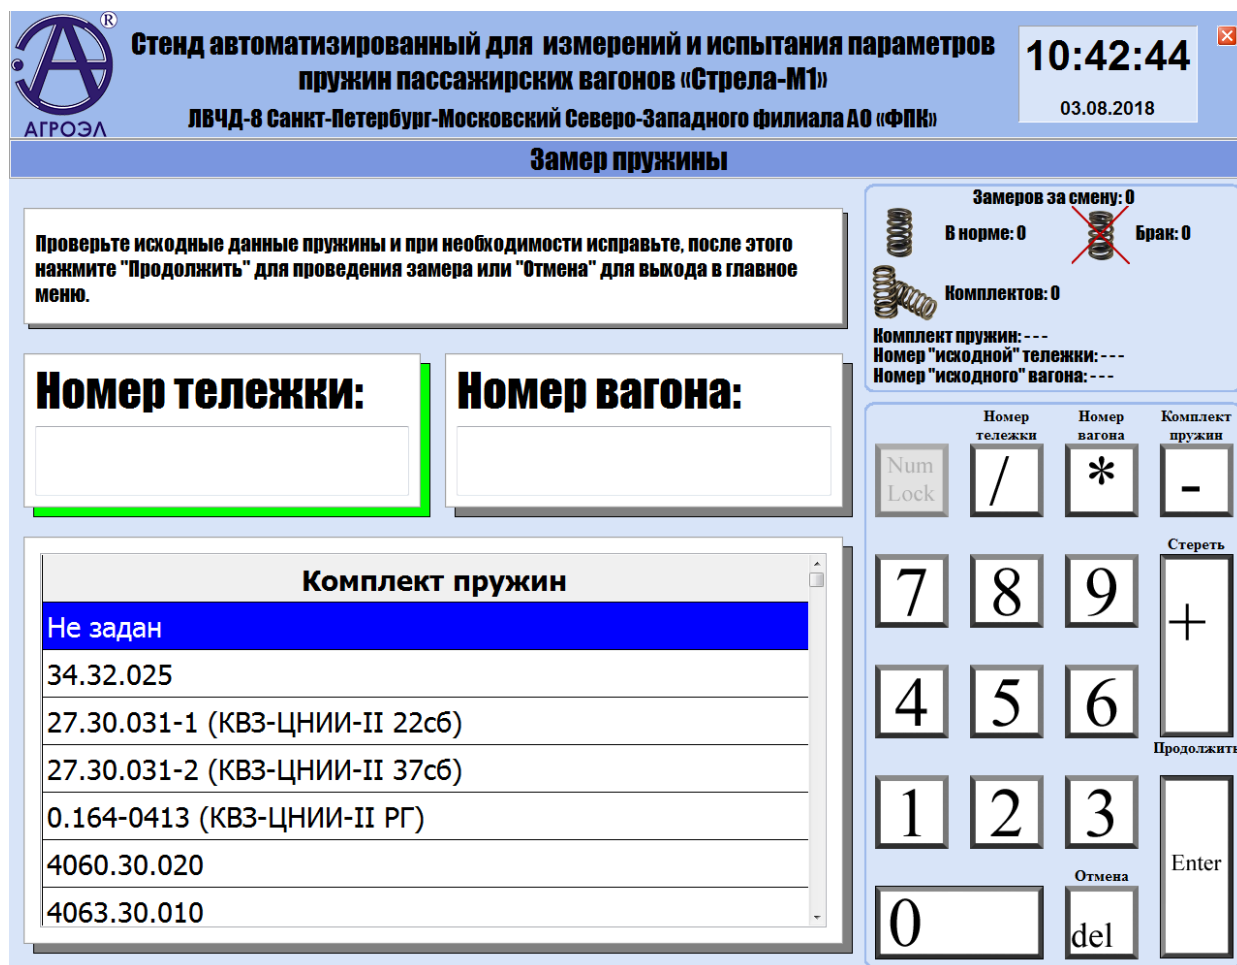 ®
АГРОЭЛ
Стенд автоматизированный для измерений и испытания параметров
пружин пассажирских вагонов «Стрела-М1»
ЛВЧД-8 Санкт-Петербург-Московский Северо-Западного филиала АО «ФПК»
10:42:44
03.08.2018
Замер пружины
Проверьте исходные данные пружины и при необходимости исправьте, после этого
нажмите "Продолжить" для проведения замера или "Отмена" для выхода в главное
меню.
Замеров за смену: 0
В норме: 0
Брак: 0
Комплектов: 0
Комплект пружин: - - -
Номер "исходной" тележки: - - -
Номер "исходного" вагона: - - -
Номер тележки:
Номер вагона:
Комплект пружин
Не задан
34.32.025
27.30.031-1 (КВЗ-ЦНИИ-II 22сб)
27.30.031-2 (КВЗ-ЦНИИ-II 37сб)
0.164-0413 (КВЗ-ЦНИИ-II РГ)
4060.30.020
4063.30.010
Номер
тележки
Номер
вагона
Комплект
пружин
Num
Lock
/
*
-
Стереть
7
8
9
+
4
5
6
Продолжить
1
2
3
Enter
Отмена
0
del